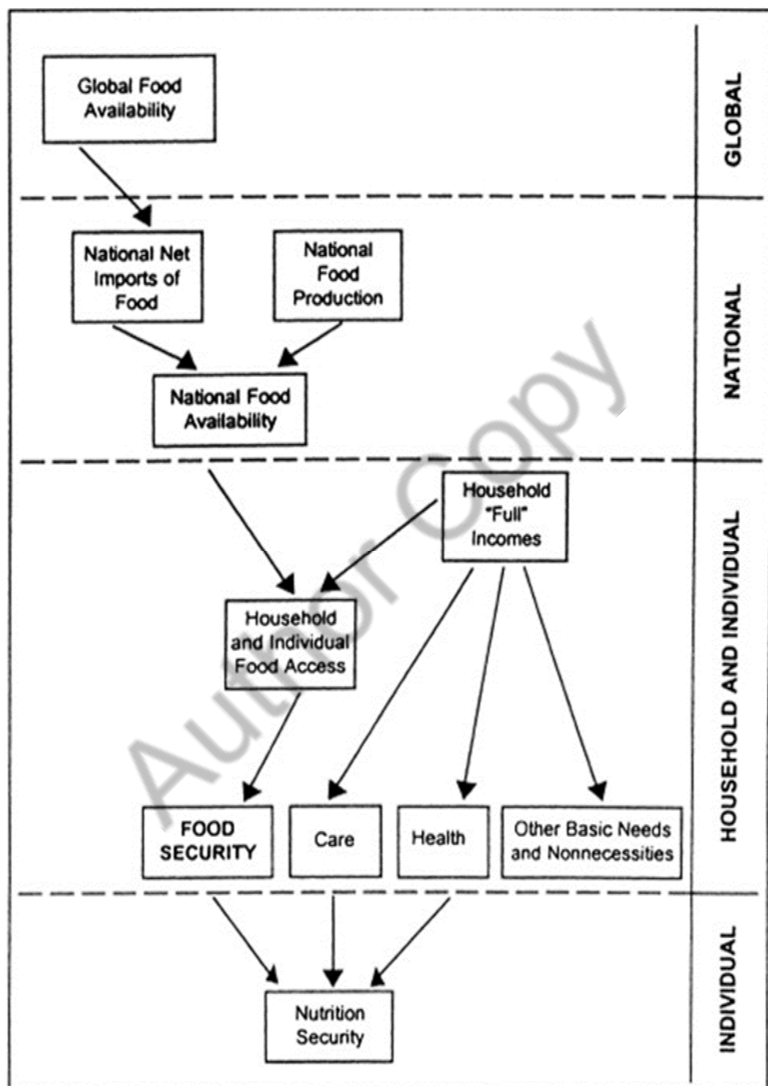 Global Food
Availability
GLOBAL
National Net
Imports of
Food
National
Food
Production
National Food
Availability
NATIONAL
Household
"Full"
Incomes
Household
and Individual
Food Access
FOOD
SECURITY
Care
Health
Other Basic Needs
and Nonnecessities
HOUSEHOLD AND INDIVIDUAL
Nutrition
Security
INDIVIDUAL
Author Copy